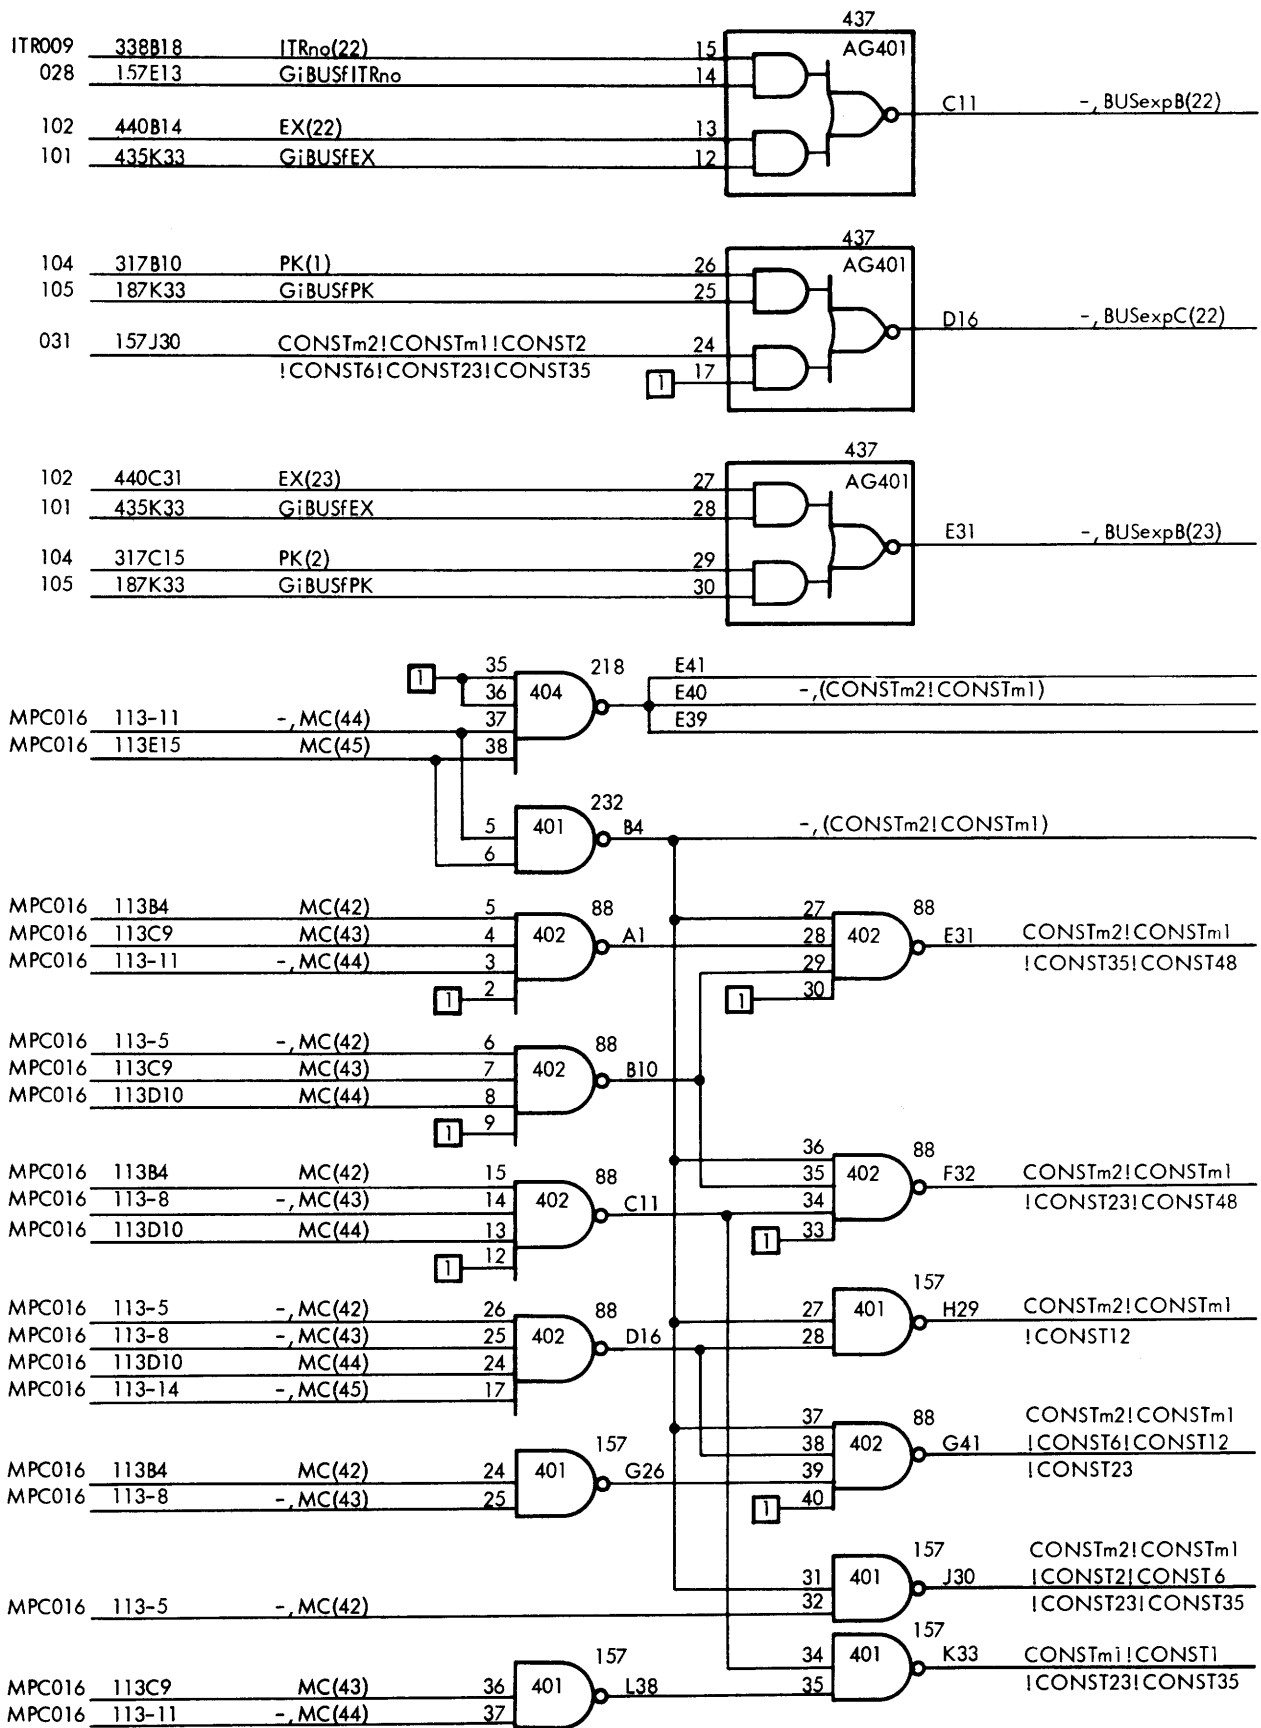 437
ITR009 338B18 ITRno(22) 15 AG401
028 157E13 GiBUSfITRno 14
C11 -,BUSexpB(22)
102 440B14 EX(22) 13
101 435K33 GiBUSfEX 12
437
104 317B10 PK(1) 26 AG401
105 187K33 GiBUSfPK 25
D16 -,BUSexpC(22)
031 157J30 CONSTm2!CONSTm1!CONST2 24
!CONST6!CONST23!CONST35 1 17
437
102 440C31 EX(23) 27 AG401
101 435K33 GiBUSfEX 28
E31 -,BUSexpB(23)
104 317C15 PK(2) 29
105 187K33 GiBUSfPK 30
1 35 218 E41
36 404 E40 -,(CONSTm2!CONSTm1)
MPC016 113-11 -,MC(44) 37 E39
MPC016 113E15 MC(45) 38
232
5 401 B4 -,(CONSTm2!CONSTm1)
6
MPC016 113B4 MC(42) 5 88 27 88
MPC016 113C9 MC(43) 4 402 A1 28 402 E31 CONSTm2!CONSTm1
MPC016 113-11 -,MC(44) 3 29 !CONST35!CONST48
1 2 1 30
MPC016 113-5 -,MC(42) 6 88
MPC016 113C9 MC(43) 7 402 B10
MPC016 113D10 MC(44) 8
1 9
36 88
MPC016 113B4 MC(42) 15 88 35 402 F32 CONSTm2!CONSTm1
MPC016 113-8 -,MC(43) 14 402 C11 34 !CONST23!CONST48
MPC016 113D10 MC(44) 13 1 33
1 12
157
MPC016 113-5 -,MC(42) 26 88 27 401 H29 CONSTm2!CONSTm1
MPC016 113-8 -,MC(43) 25 402 D16 28 !CONST12
MPC016 113D10 MC(44) 24
MPC016 113-14 -,MC(45) 17
37 88 CONSTm2!CONSTm1
157 38 402 G41 !CONST6!CONST12
MPC016 113B4 MC(42) 24 401 G26 39 !CONST23
MPC016 113-8 -,MC(43) 25 1 40
157 CONSTm2!CONSTm1
31 401 J30 !CONST2!CONST6
MPC016 113-5 -,MC(42) 32 !CONST23!CONST35
157
157 34 401 K33 CONSTm1!CONST1
MPC016 113C9 MC(43) 36 401 L38 35 !CONST23!CONST35
MPC016 113-11 -,MC(44) 37